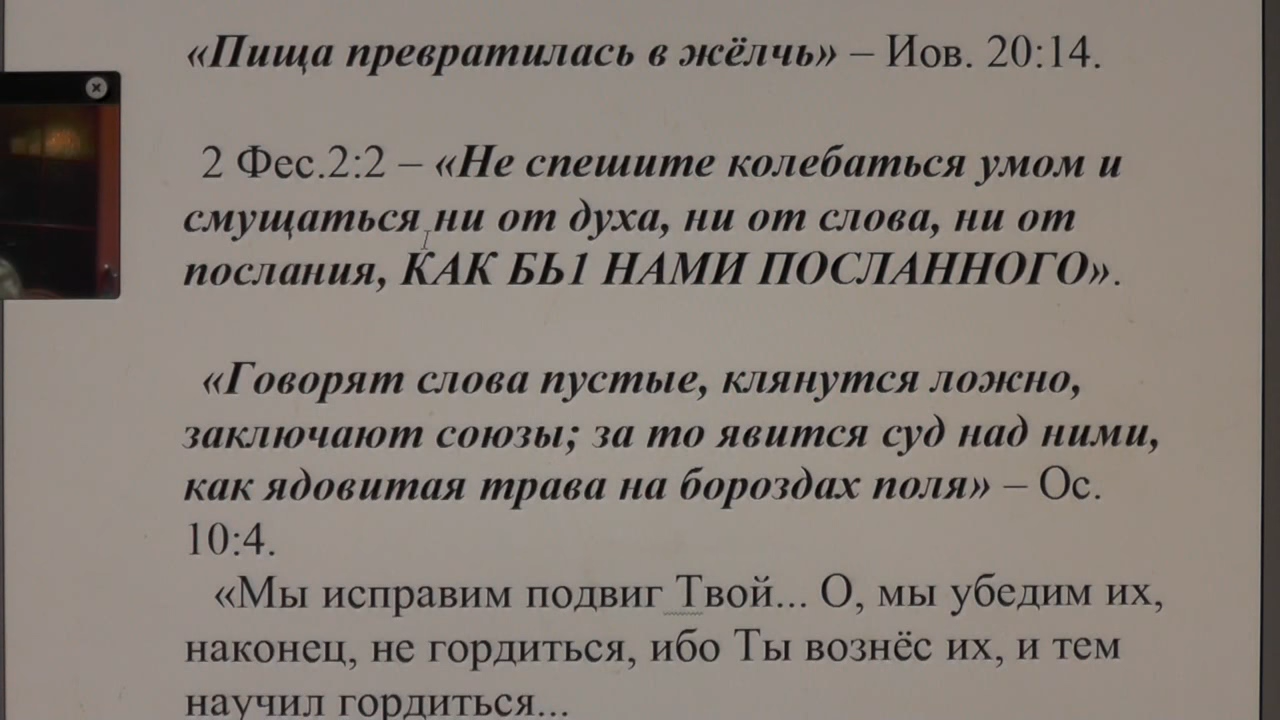 «Пища превратилась в жёлчь» – Иов. 20:14.
2 Фес.2:2 – «Не спешите колебаться умом и
смущаться ни от духа, ни от слова, ни от
послания, КАК БЬ1 НАМИ ПОСЛАННОГО».
«Говорят слова пустые, клянутся ложно,
заключают союзы; за то явится суд над ними,
как ядовитая трава на бороздах поля» – Ос.
10:4.
«Мы исправим подвиг Твой... О, мы убедим их,
наконец, не гордиться, ибо Ты вознёс их, и тем
научил гордиться...